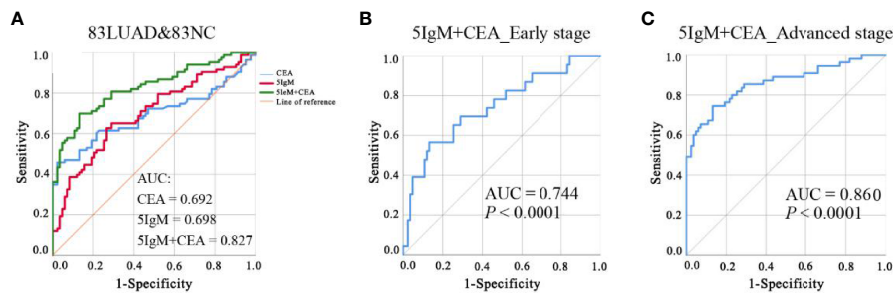 A
83LUAD&83NC
1.0
0.8
0.6
0.4
0.2
0.0
Sensitivity
CEA
5IgM
5leM+CEA
Line of reference
AUC:
CEA = 0.692
5IgM = 0.698
5IgM+CEA = 0.827
0.0 0.2 0.4 0.6 0.8 1.0
1-Specificity
B
5IgM+CEA_Early stage
1.0
0.8
0.6
0.4
0.2
0.0
Sensitivity
AUC = 0.744
P < 0.0001
0.0 0.2 0.4 0.6 0.8 1.0
1-Specificity
C
5IgM+CEA_Advanced stage
1.0
0.8
0.6
0.4
0.2
0.0
Sensitivity
AUC = 0.860
P < 0.0001
0.0 0.2 0.4 0.6 0.8 1.0
1-Specificity